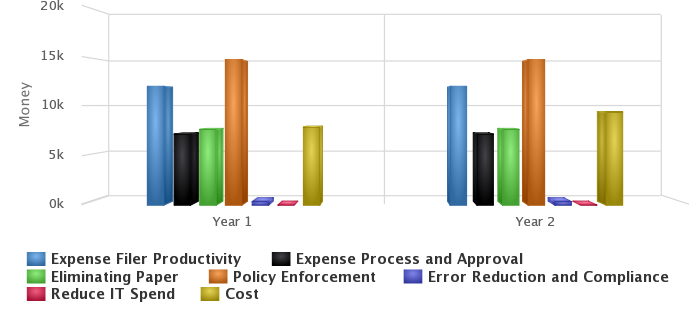 20k
15k
10k
5k
0k
Money
Year 1 Year 2
Expense Filer Productivity Expense Process and Approval
Eliminating Paper Policy Enforcement Error Reduction and Compliance
Reduce IT Spend Cost